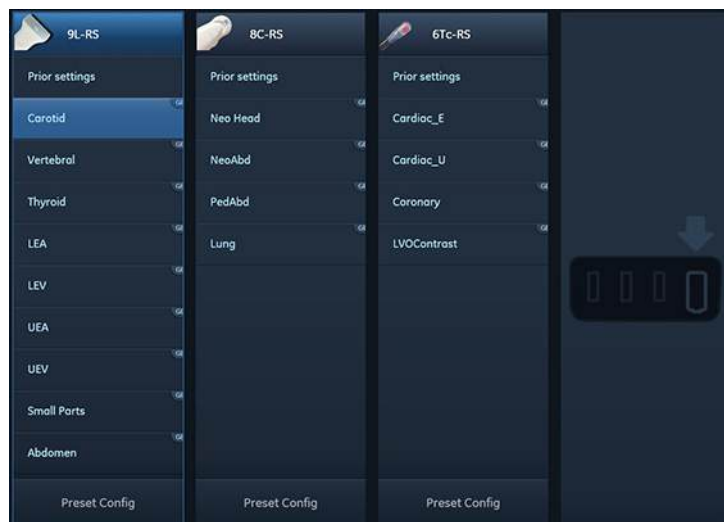 9L-RS
Prior settings
Carotid
Vertebral
Thyroid
LEA
LEV
UEA
UEV
Small Parts
Abdomen
Preset Config
8C-RS
Prior settings
Neo Head
NeoAbd
PedAbd
Lung
Preset Config
6Tc-RS
Prior settings
Cardiac_E
Cardiac_U
Coronary
LVOContrast
Preset Config